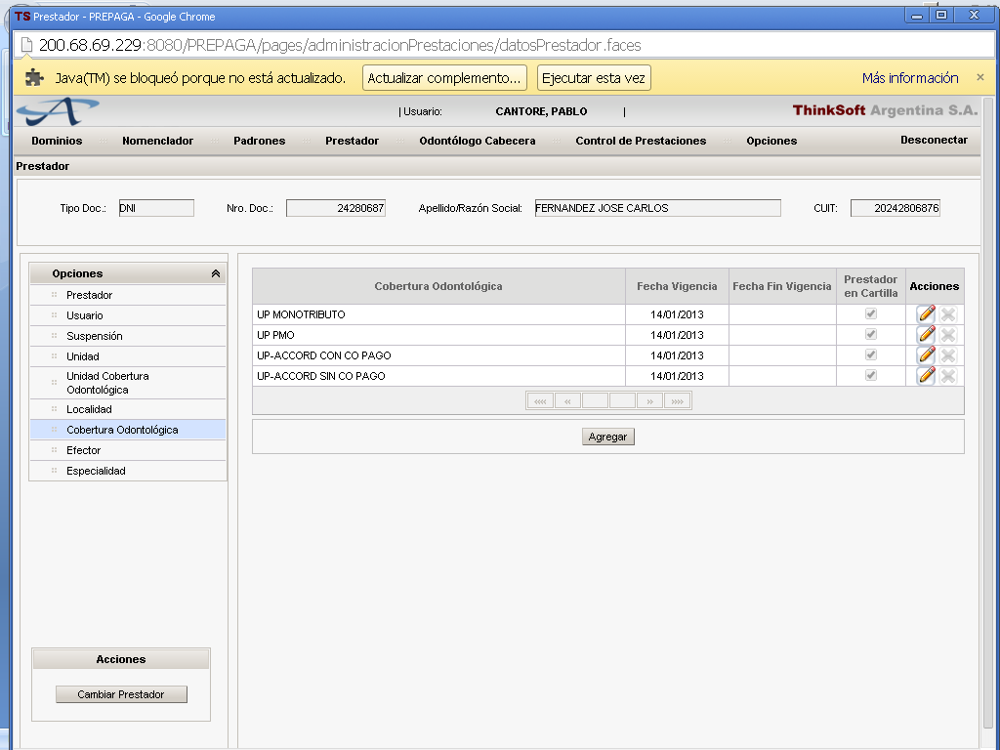 TS Prestador - PREPAGA - Google Chrome
200.68.69.229:8080/PREPAGA/pages/administracionPrestaciones/datosPrestador.faces
Java(TM) se bloqueó porque no está actualizado. Actualizar complemento... Ejecutar esta vez Más información ×
| Usuario: CANTORE, PABLO | ThinkSoft Argentina S.A.
Dominios Nomenclador Padrones Prestador Odontólogo Cabecera Control de Prestaciones Opciones Desconectar
Prestador
Tipo Doc.: DNI Nro. Doc.: 24280687 Apellido/Razón Social: FERNANDEZ JOSE CARLOS CUIT: 20242806876
Opciones
Prestador
Usuario
Suspensión
Unidad
Unidad Cobertura
Odontológica
Localidad
Cobertura Odontológica
Efector
Especialidad
Acciones
Cambiar Prestador
Cobertura Odontológica Fecha Vigencia Fecha Fin Vigencia Prestador en Cartilla Acciones
UP MONOTRIBUTO 14/01/2013
UP PMO 14/01/2013
UP-ACCORD CON CO PAGO 14/01/2013
UP-ACCORD SIN CO PAGO 14/01/2013
«« « » »»
Agregar